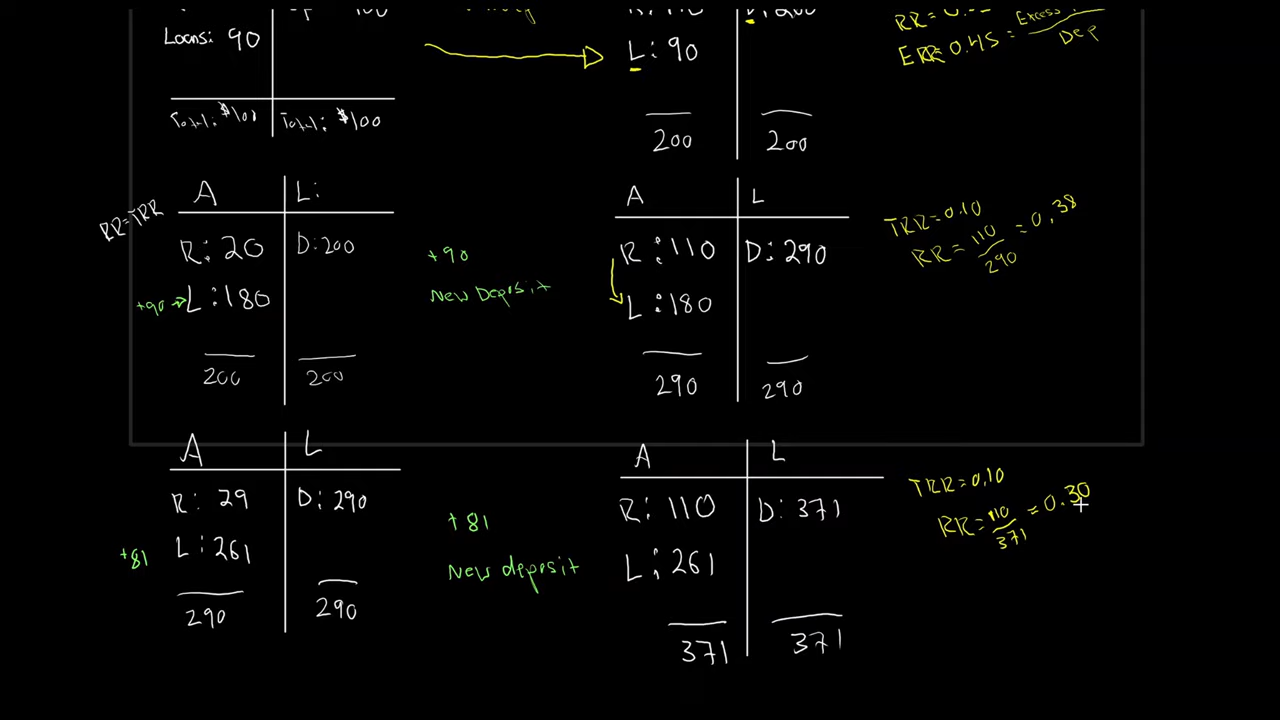 Loans: 90
L: 90
ERR=0.45= Excess
Dep
Total: $100 Total: $100
200 200
A L:
RR=TRR
R: 20 D: 200
+90 → L: 180
200 200
+90
New Deposit
A L
R: 110 D: 290
L: 180
290 290
TRR=0.10
RR= 110/290 = 0.38
A L
R: 29 D: 290
+81 L: 261
290 290
+81
New deposit
A L
R: 110 D: 371
L: 261
371 371
TRR=0.10
RR= 110/371 = 0.30